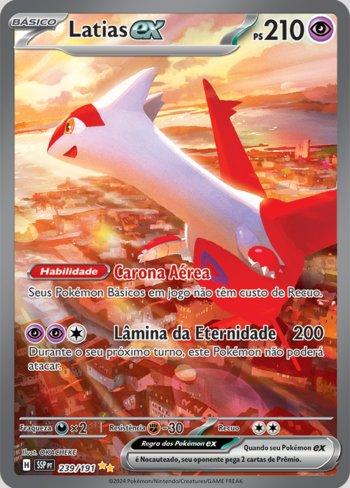 BÁSICO
Latias ex PS 210
Habilidade Carona Aérea
Seus Pokémon Básicos em jogo não têm custo de Recuo.
Lâmina da Eternidade 200
Durante o seu próximo turno, este Pokémon não poderá
atacar.
Fraqueza ×2 Resistência -30 Recuo
Illust. OKACHEKE
Regra dos Pokémon ex Quando seu Pokémon ex
é Nocauteado, seu oponente pega 2 cartas de Prêmio.
H SSP PT 239/191
©2024 Pokémon/Nintendo/Creatures/GAME FREAK